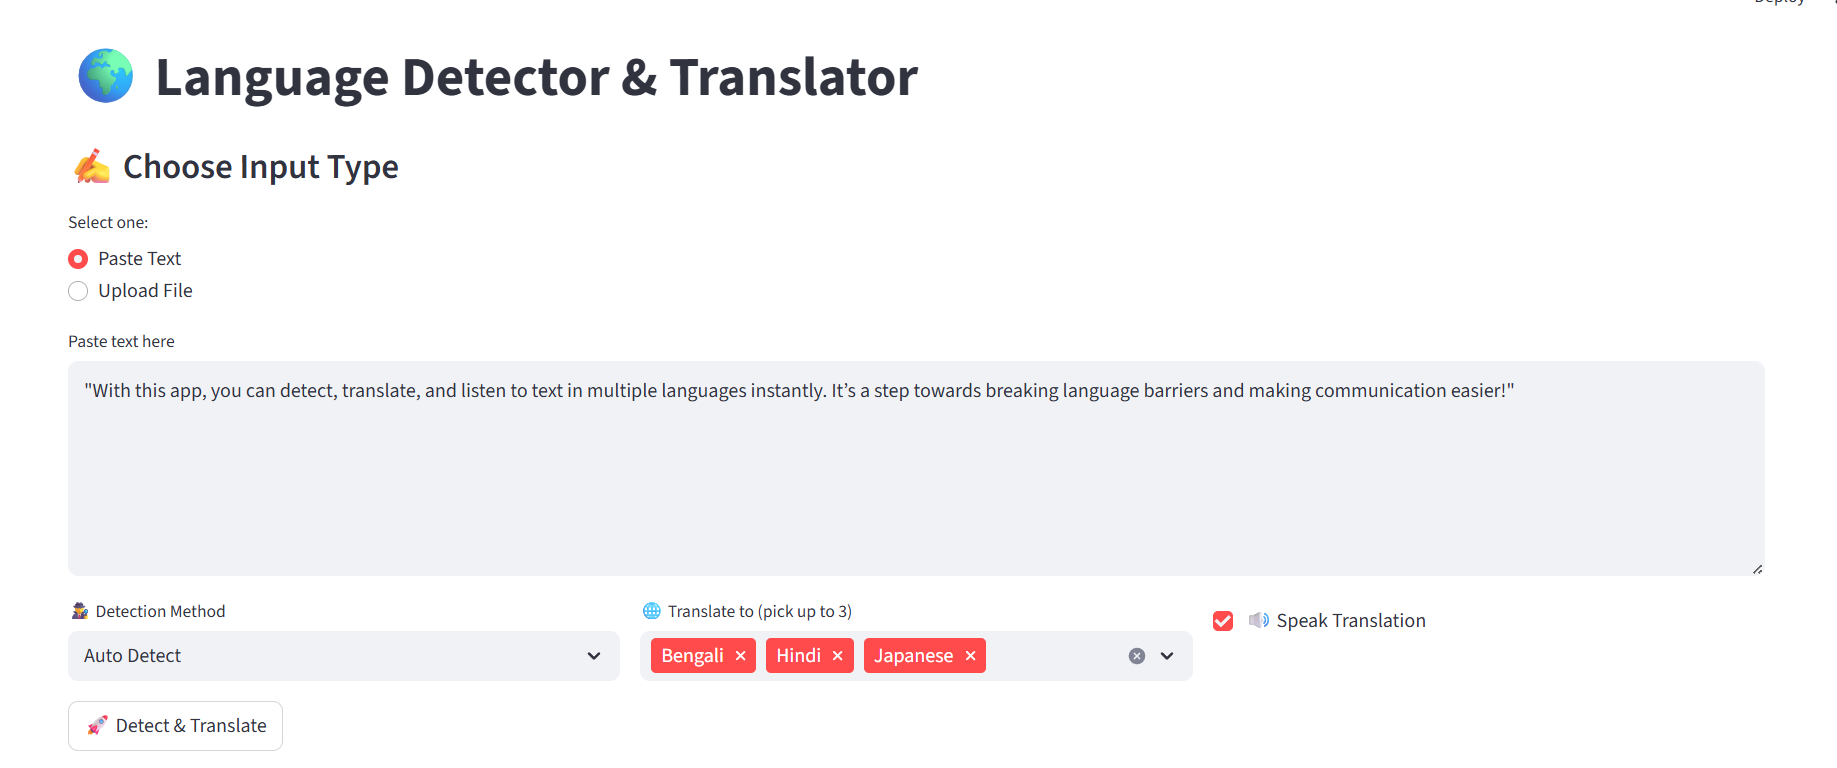 Deploy
Language Detector & Translator
Choose Input Type
Select one:
Paste Text
Upload File
Paste text here
"With this app, you can detect, translate, and listen to text in multiple languages instantly. It’s a step towards breaking language barriers and making communication easier!"
Detection Method
Translate to (pick up to 3)
Speak Translation
Auto Detect
Bengali × Hindi × Japanese ×
Detect & Translate